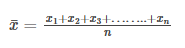 x̄ = (x₁+x₂+x₃+……..+xₙ)/n